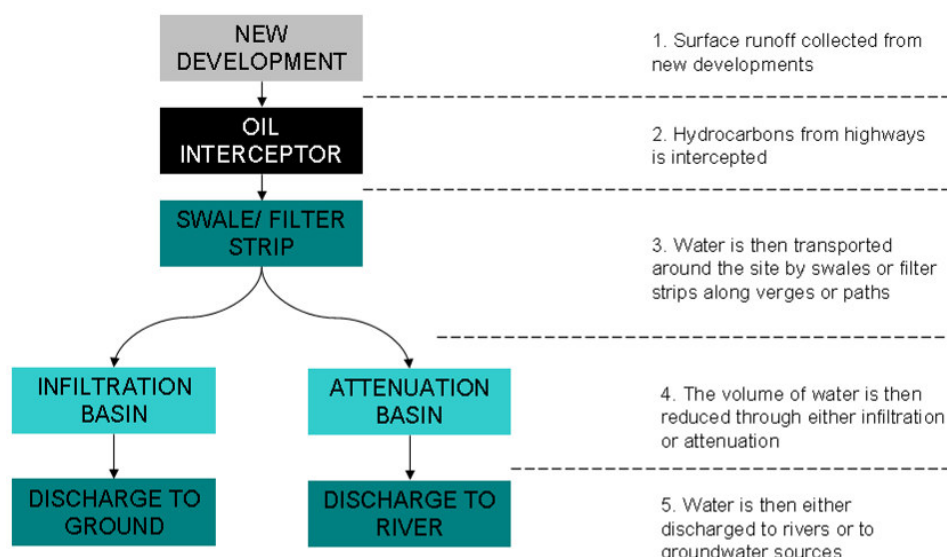 NEW
DEVELOPMENT
1. Surface runoff collected from
new developments
OIL
INTERCEPTOR
2. Hydrocarbons from highways
is intercepted
SWALE/ FILTER
STRIP
3. Water is then transported
around the site by swales or filter
strips along verges or paths
INFILTRATION
BASIN
ATTENUATION
BASIN
4. The volume of water is then
reduced through either infiltration
or attenuation
DISCHARGE TO
GROUND
DISCHARGE TO
RIVER
5. Water is then either
discharged to rivers or to
groundwater sources